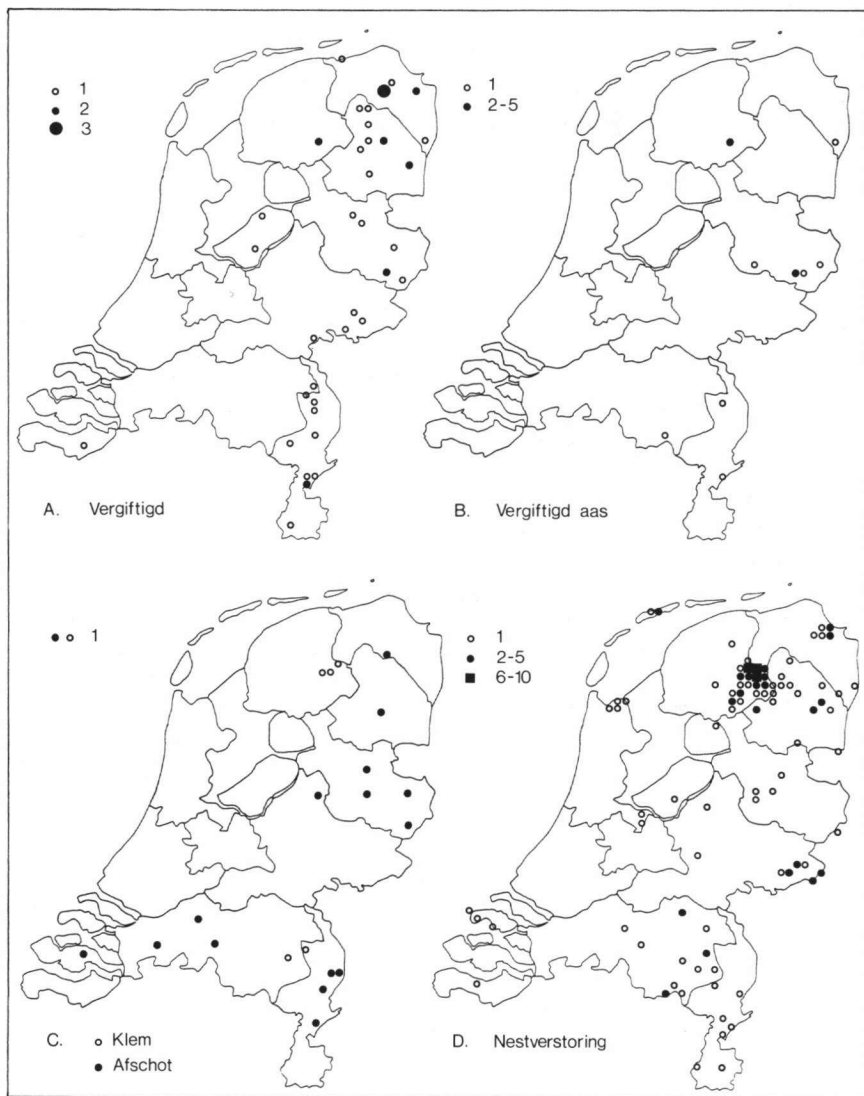 1
2
3
A. Vergiftigd
1
2-5
B. Vergiftigd aas
1
C. Klem
Afschot
1
2-5
6-10
D. Nestverstoring